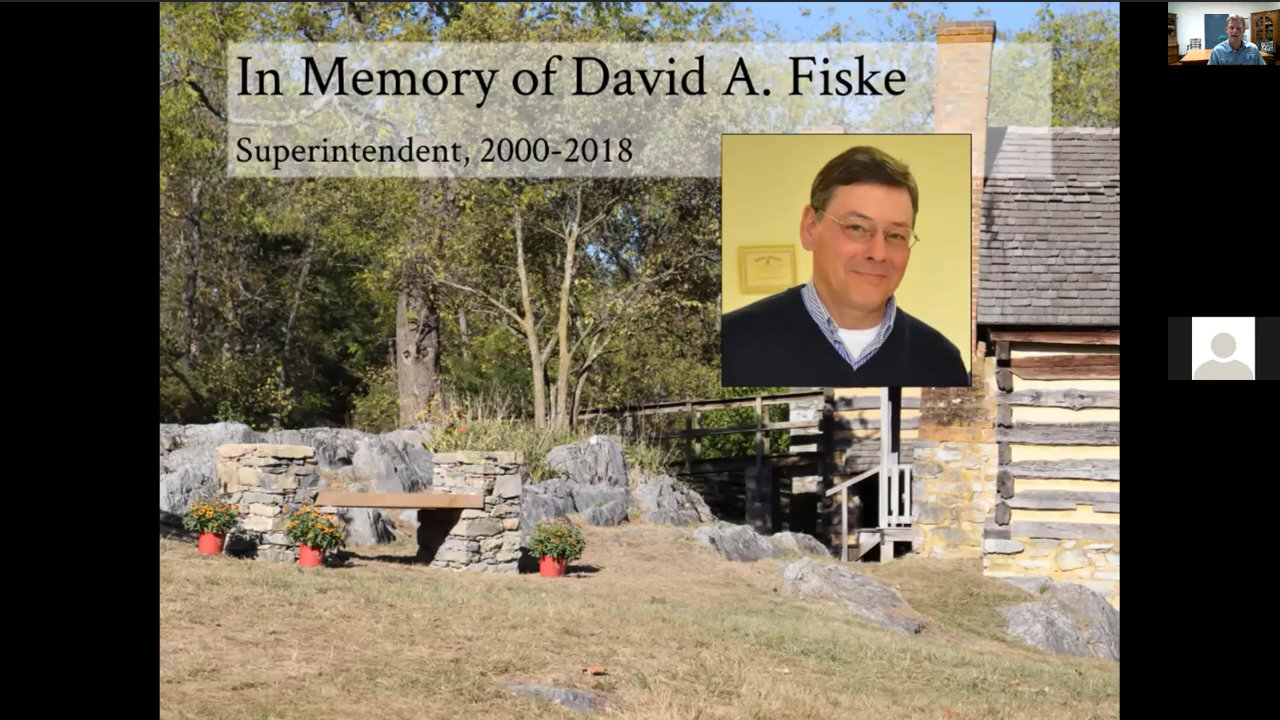 In Memory of David A. Fiske
Superintendent, 2000-2018